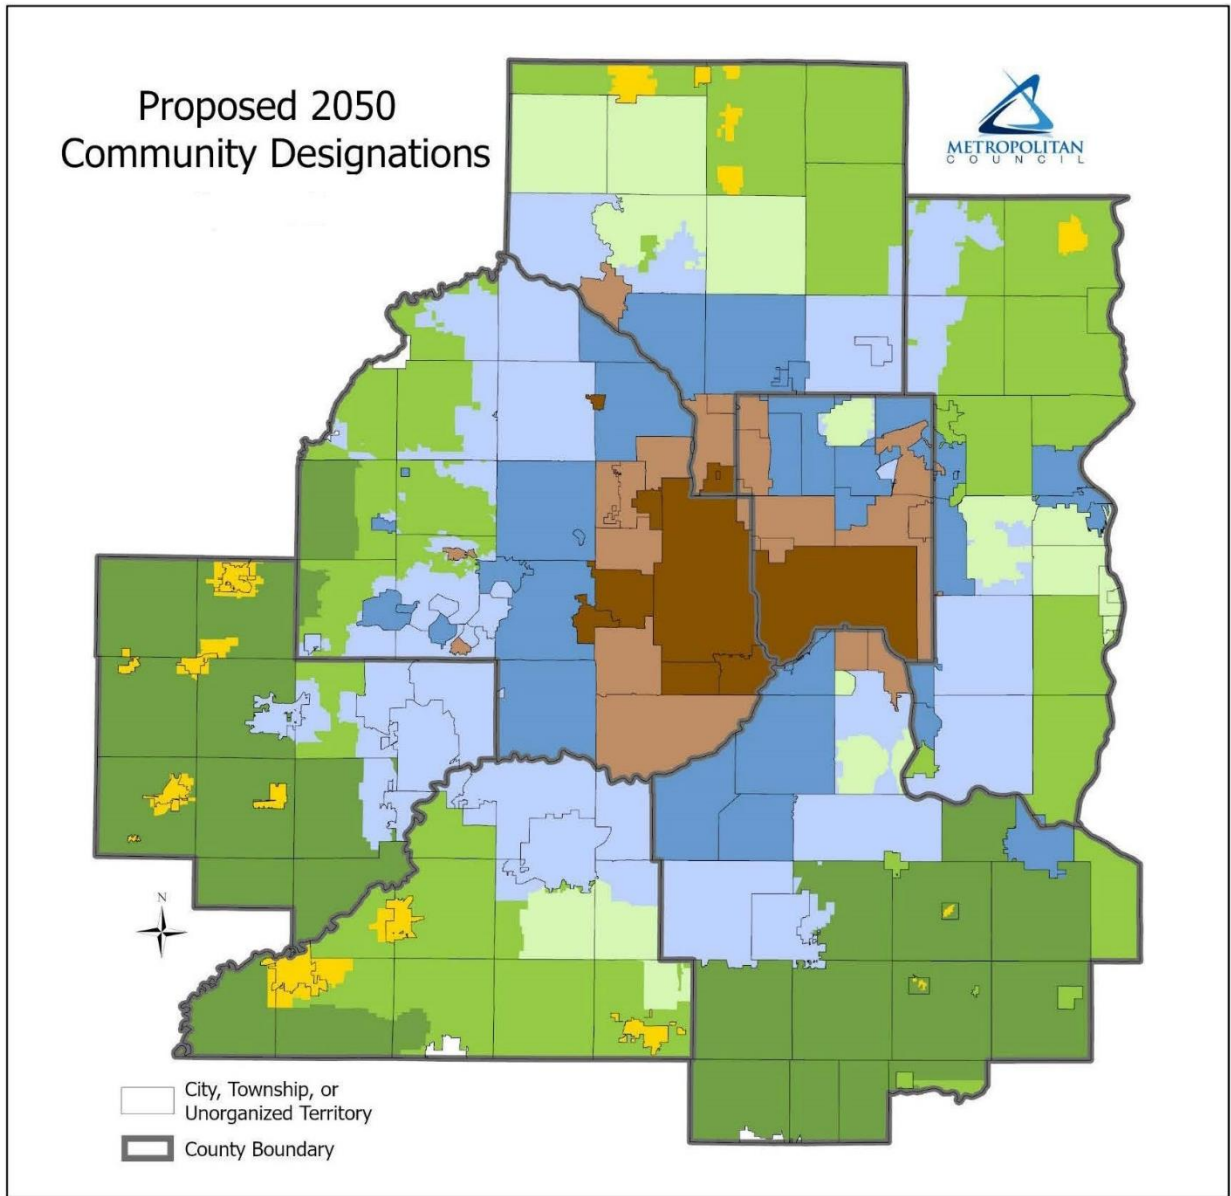 Proposed 2050
Community Designations
METROPOLITAN
COUNCIL
N
City, Township, or
Unorganized Territory
County Boundary